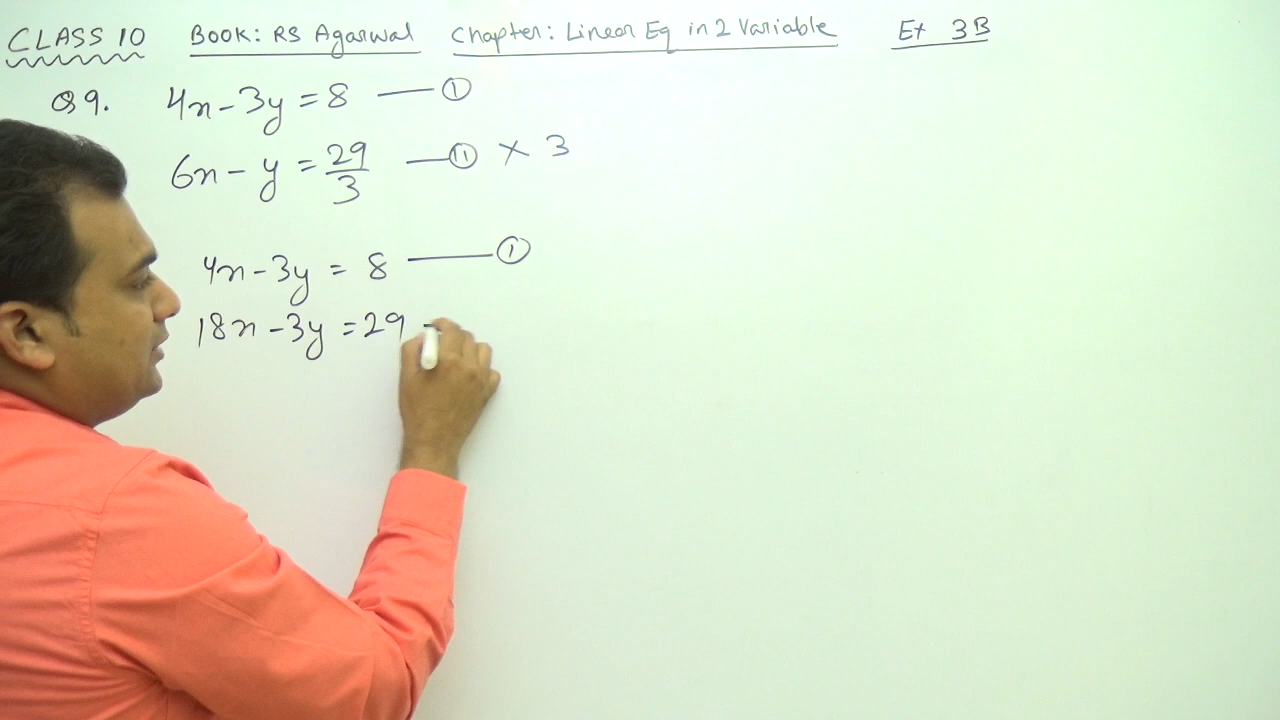 CLASS 10 Book: RS Agarwal Chapter: Linear Eq in 2 Variable Ex 3B
Q 9. 4x - 3y = 8 — ①
6x - y = 29/3 — ⑪ × 3
4x - 3y = 8 — ①
18x - 3y = 29 -